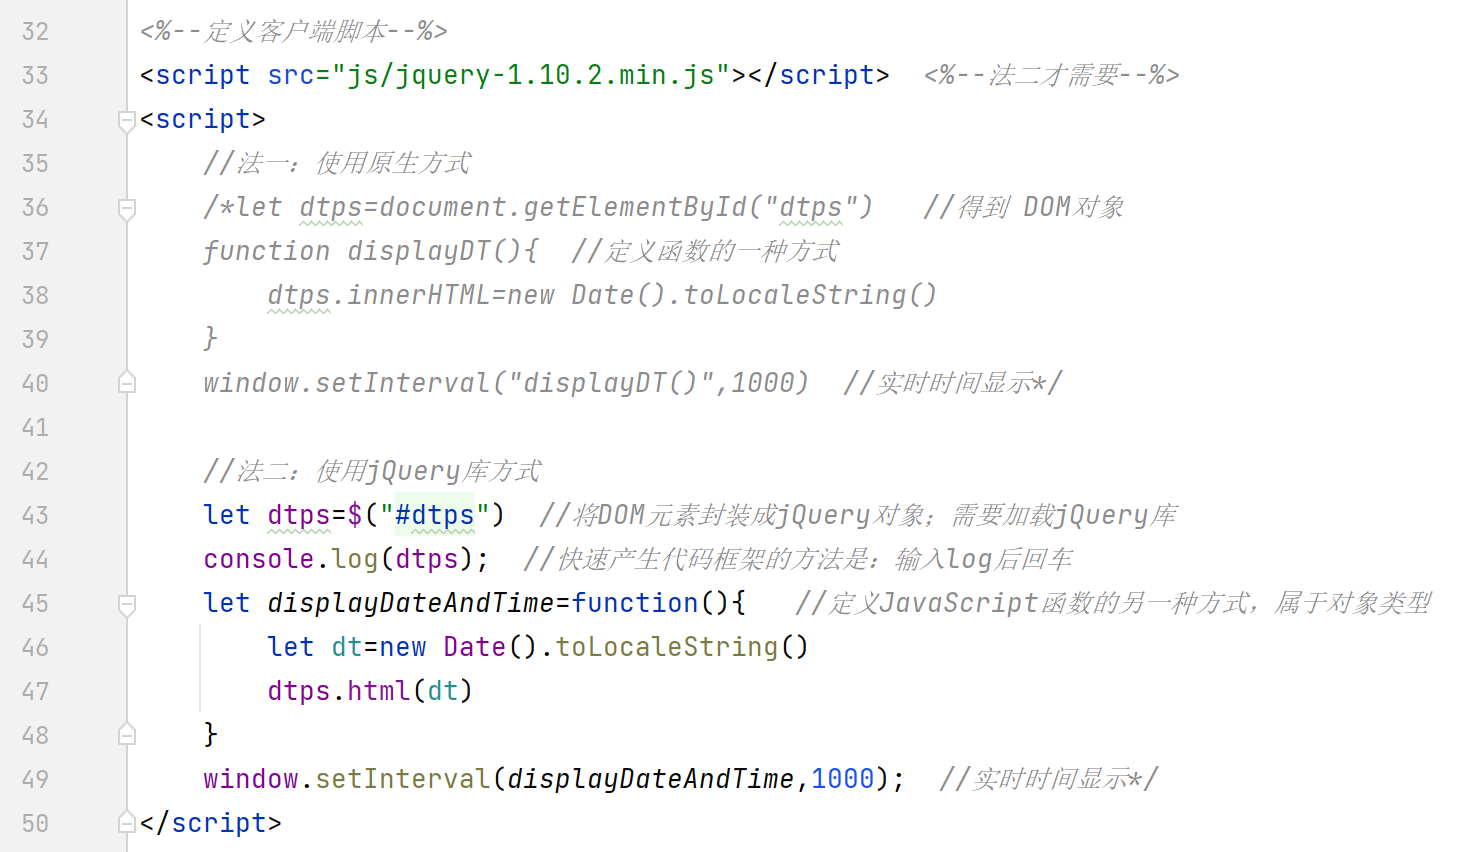 32 <%--定义客户端脚本--%>
33 <script src="js/jquery-1.10.2.min.js"></script>  <%--法二才需要--%>
34 <script>
35     //法一：使用原生方式
36     /*let dtps=document.getElementById("dtps")   //得到 DOM对象
37     function displayDT(){  //定义函数的一种方式
38         dtps.innerHTML=new Date().toLocaleString()
39     }
40     window.setInterval("displayDT()",1000)  //实时时间显示*/
41
42     //法二：使用jQuery库方式
43     let dtps=$("#dtps")  //将DOM元素封装成jQuery对象；需要加载jQuery库
44     console.log(dtps);  //快速产生代码框架的方法是：输入log后回车
45     let displayDateAndTime=function(){   //定义JavaScript函数的另一种方式，属于对象类型
46         let dt=new Date().toLocaleString()
47         dtps.html(dt)
48     }
49     window.setInterval(displayDateAndTime,1000);  //实时时间显示*/
50 </script>